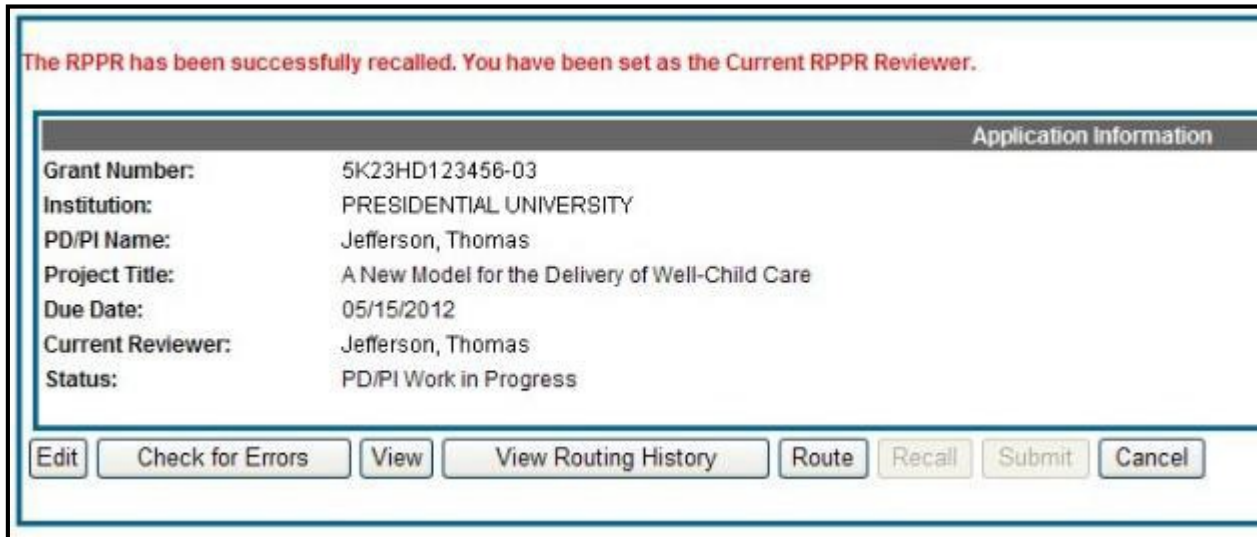 The RPPR has been successfully recalled. You have been set as the Current RPPR Reviewer.
Application Information
Grant Number: 5K23HD123456-03
Institution: PRESIDENTIAL UNIVERSITY
PD/PI Name: Jefferson, Thomas
Project Title: A New Model for the Delivery of Well-Child Care
Due Date: 05/15/2012
Current Reviewer: Jefferson, Thomas
Status: PD/PI Work in Progress
Edit Check for Errors View View Routing History Route Recall Submit Cancel